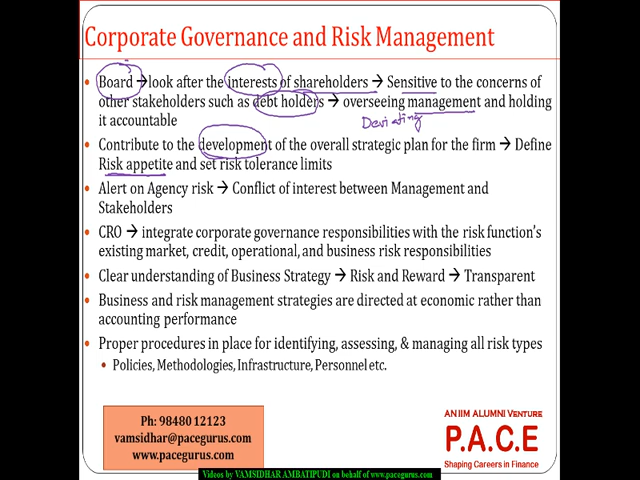 Corporate Governance and Risk Management
Board → look after the interests of shareholders → Sensitive to the concerns of
other stakeholders such as debt holders → overseeing management and holding
it accountable
Deviating
Contribute to the development of the overall strategic plan for the firm → Define
Risk appetite and set risk tolerance limits
Alert on Agency risk → Conflict of interest between Management and
Stakeholders
CRO → integrate corporate governance responsibilities with the risk function's
existing market, credit, operational, and business risk responsibilities
Clear understanding of Business Strategy → Risk and Reward → Transparent
Business and risk management strategies are directed at economic rather than
accounting performance
Proper procedures in place for identifying, assessing, & managing all risk types
Policies, Methodologies, Infrastructure, Personnel etc.
Ph: 98480 12123
vamsidhar@pacegurus.com
www.pacegurus.com
AN IIM ALUMNI VENTURE
P.A.C.E
Shaping Careers in Finance
Videos by VAMSIDHAR AMBATIPUDI on behalf of www.pacegurus.com